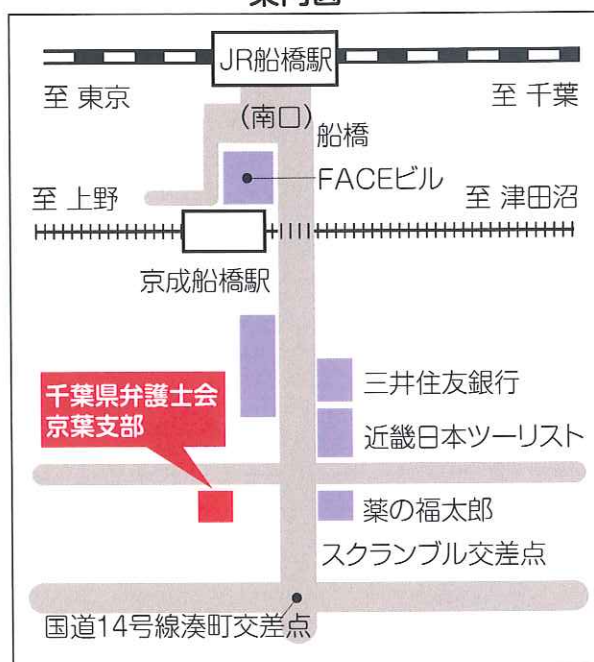 案内図
JR船橋駅
至 東京
至 千葉
(南口)
船橋
FACEビル
至 上野
至 津田沼
京成船橋駅
千葉県弁護士会
京葉支部
三井住友銀行
近畿日本ツーリスト
薬の福太郎
スクランブル交差点
国道14号線湊町交差点